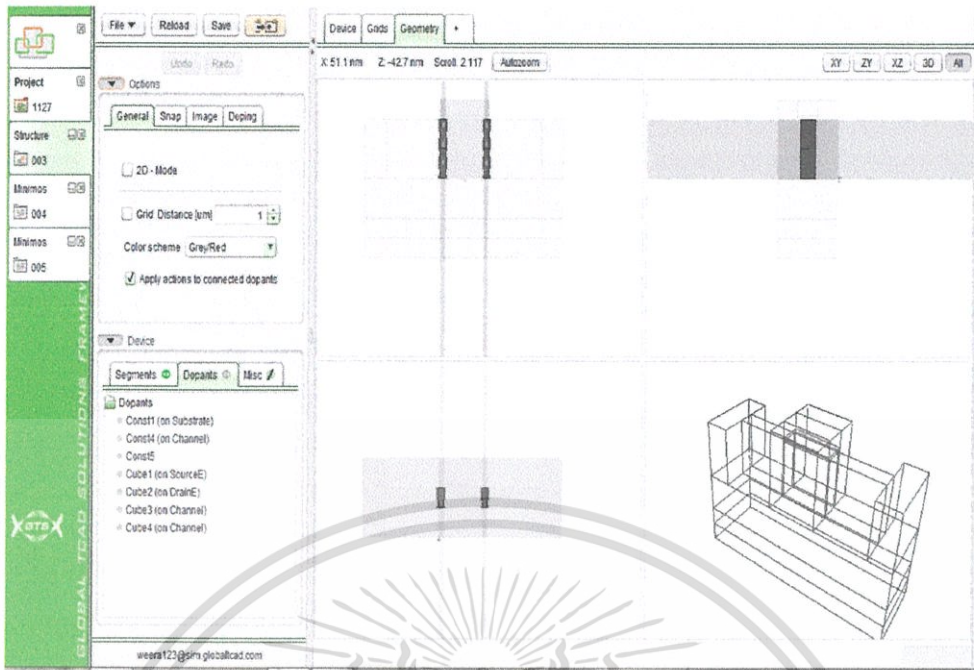 File ▼ Reload Save
Undo Redo
Options
General Snap Image Doping
2D - Mode
Grid Distance [um] 1
Color scheme Grey/Red
Apply actions to connected dopants
Device
Segments Dopants Misc
Dopants
Const1 (on Substrate)
Const4 (on Channel)
Const5
Cube1 (on SourceE)
Cube2 (on DrainE)
Cube3 (on Channel)
Cube4 (on Channel)
weera123@sim.globaltcad.com
Project
1127
Structure
003
Minimos
004
Minimos
005
GLOBAL TCAD SOLUTIONS FRAMEW
GTS
Device Grids Geometry +
X: 51.1 nm Z: -42.7 nm Scroll: 2.117 Autozoom
XY ZY XZ 3D All